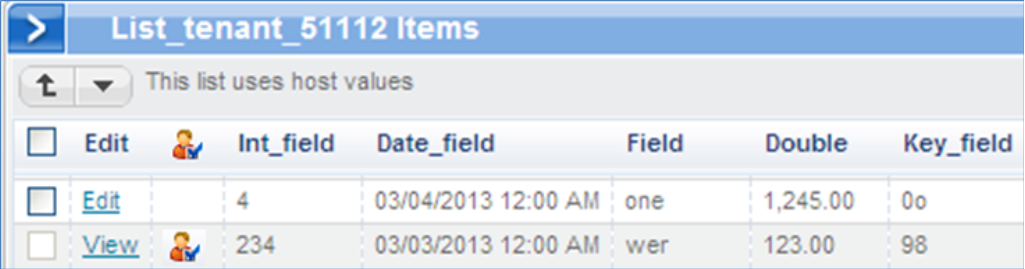 List_tenant_51112 Items
This list uses host values
Edit Int_field Date_field Field Double Key_field
Edit 4 03/04/2013 12:00 AM one 1,245.00 0o
View 234 03/03/2013 12:00 AM wer 123.00 98